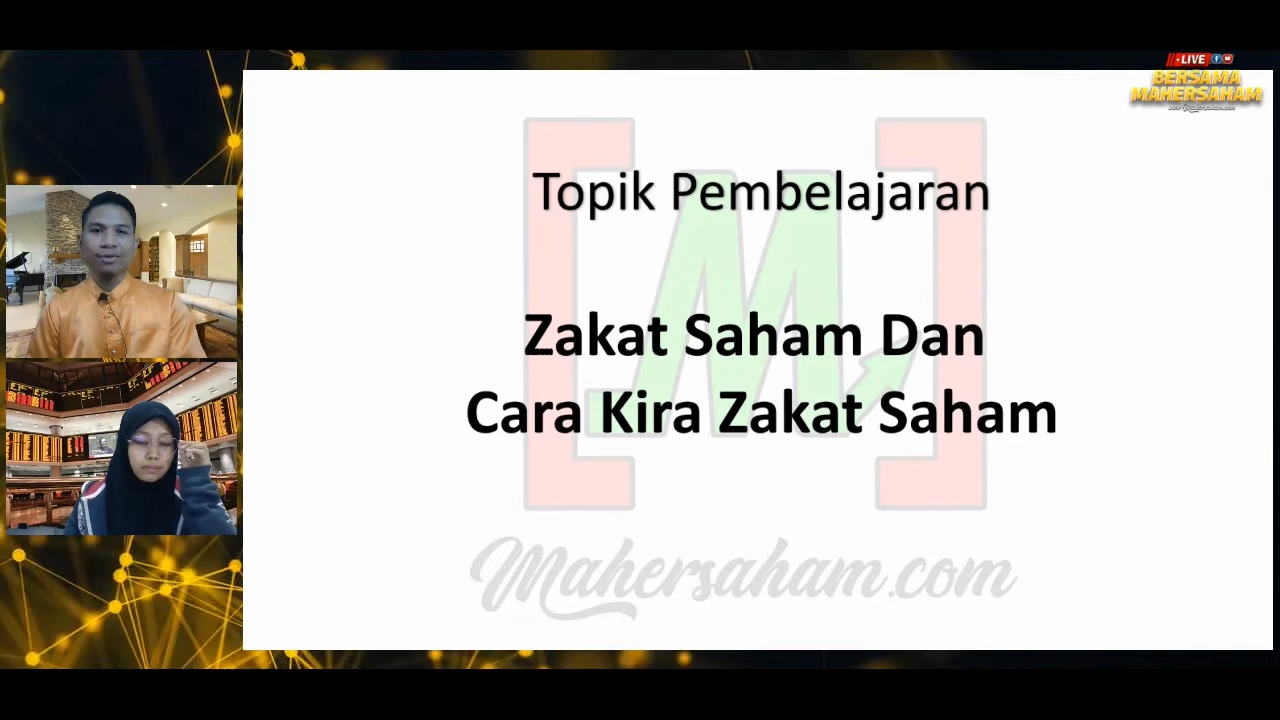 LIVE
BERSAMA
MAHERSAHAM
Topik Pembelajaran
Zakat Saham Dan
Cara Kira Zakat Saham
Mahersaham.com